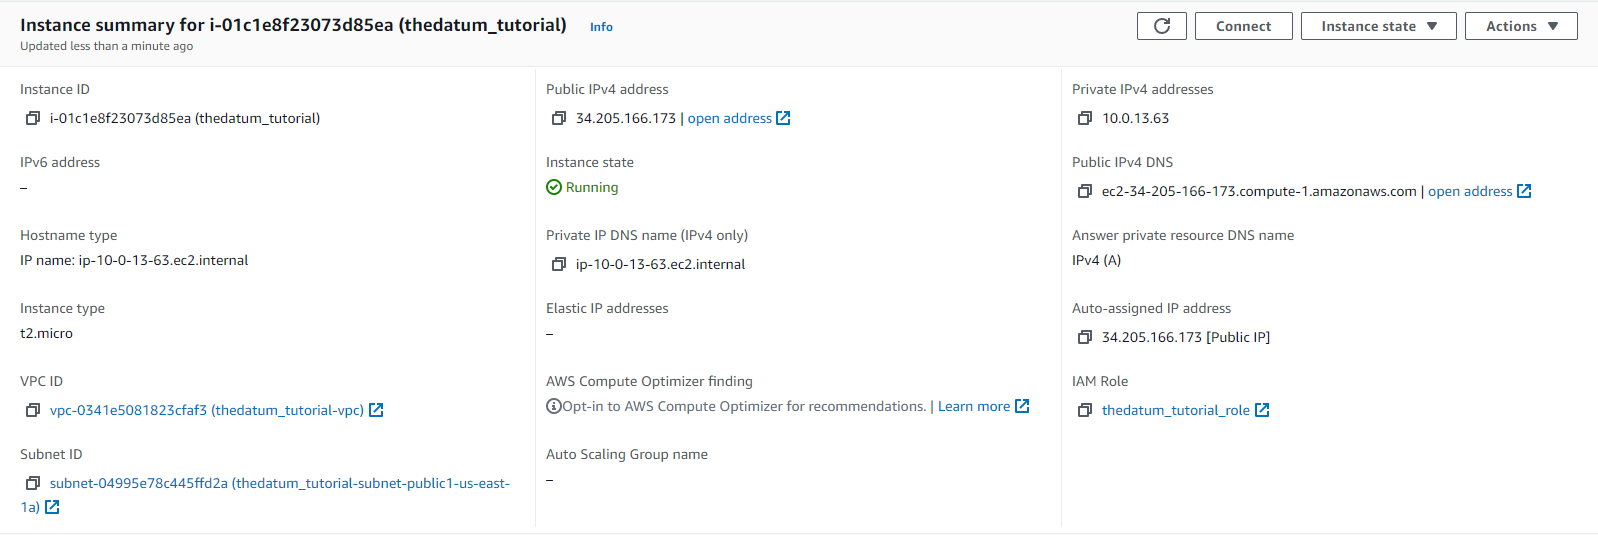 Instance summary for i-01c1e8f23073d85ea (thedatum_tutorial) Info
Updated less than a minute ago
Connect
Instance state
Actions
Instance ID
i-01c1e8f23073d85ea (thedatum_tutorial)
Public IPv4 address
34.205.166.173 | open address
Private IPv4 addresses
10.0.13.63
IPv6 address
–
Instance state
Running
Public IPv4 DNS
ec2-34-205-166-173.compute-1.amazonaws.com | open address
Hostname type
IP name: ip-10-0-13-63.ec2.internal
Private IP DNS name (IPv4 only)
ip-10-0-13-63.ec2.internal
Answer private resource DNS name
IPv4 (A)
Instance type
t2.micro
Elastic IP addresses
–
Auto-assigned IP address
34.205.166.173 [Public IP]
VPC ID
vpc-0341e5081823cfaf3 (thedatum_tutorial-vpc)
AWS Compute Optimizer finding
Opt-in to AWS Compute Optimizer for recommendations. | Learn more
IAM Role
thedatum_tutorial_role
Subnet ID
subnet-04995e78c445ffd2a (thedatum_tutorial-subnet-public1-us-east-
1a)
Auto Scaling Group name
–